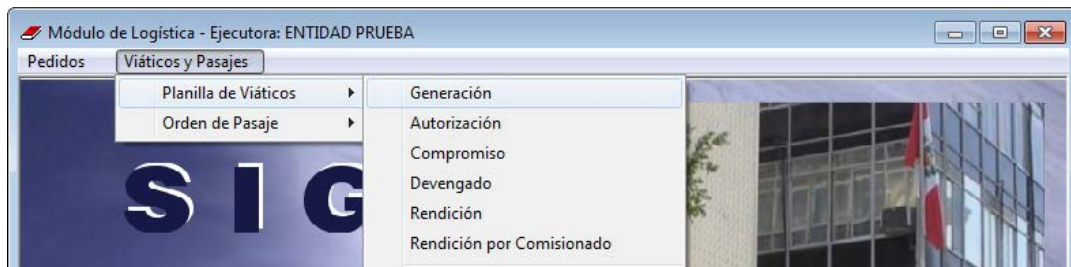 Módulo de Logística - Ejecutora: ENTIDAD PRUEBA
Pedidos Viáticos y Pasajes
Planilla de Viáticos
Orden de Pasaje
Generación
Autorización
Compromiso
Devengado
Rendición
Rendición por Comisionado
SIG